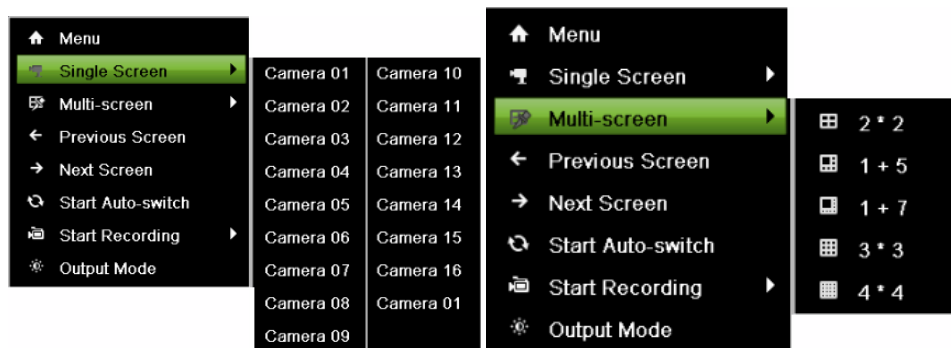 Menu
Single Screen
Multi-screen
Previous Screen
Next Screen
Start Auto-switch
Start Recording
Output Mode
Camera 01
Camera 02
Camera 03
Camera 04
Camera 05
Camera 06
Camera 07
Camera 08
Camera 09
Camera 10
Camera 11
Camera 12
Camera 13
Camera 14
Camera 15
Camera 16
Camera 01
Menu
Single Screen
Multi-screen
Previous Screen
Next Screen
Start Auto-switch
Start Recording
Output Mode
2 * 2
1 + 5
1 + 7
3 * 3
4 * 4